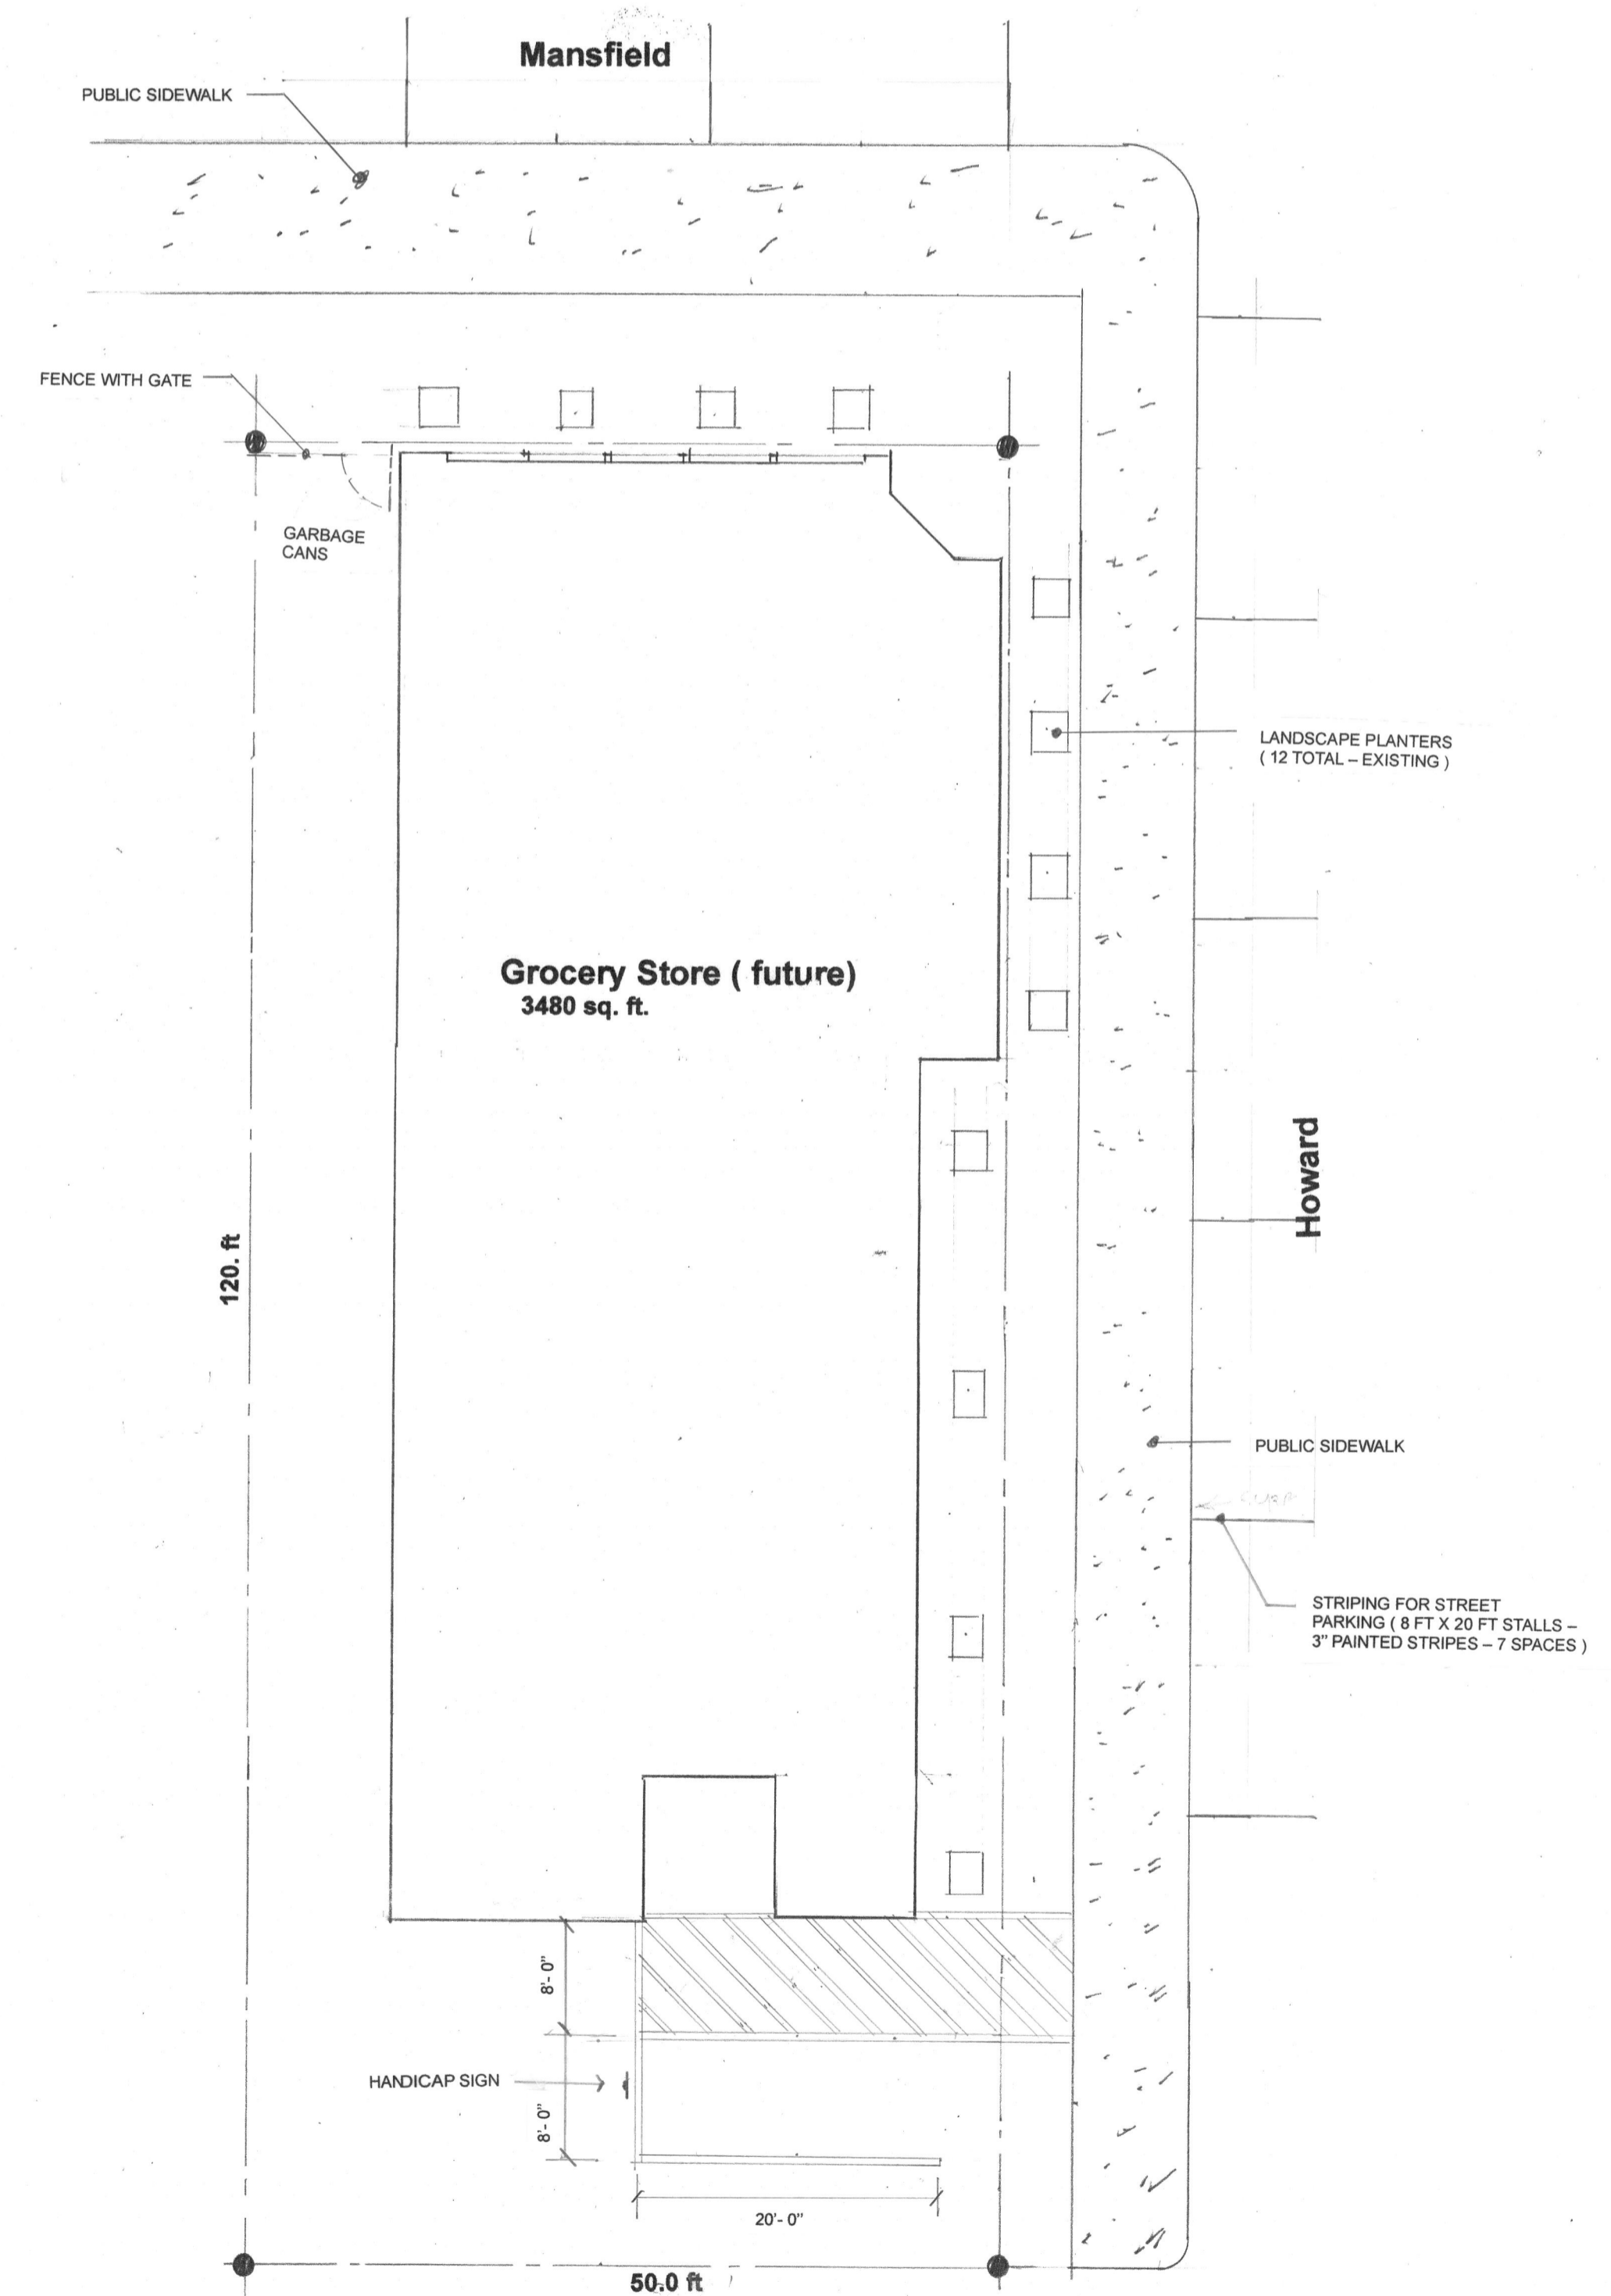 Mansfield
PUBLIC SIDEWALK
FENCE WITH GATE
GARBAGE
CANS
LANDSCAPE PLANTERS
( 12 TOTAL – EXISTING )
Grocery Store ( future)
3480 sq. ft.
Howard
120. ft
PUBLIC SIDEWALK
STRIPING FOR STREET
PARKING ( 8 FT X 20 FT STALLS –
3” PAINTED STRIPES – 7 SPACES )
8'- 0”
HANDICAP SIGN
8'- 0”
20'- 0”
50.0 ft